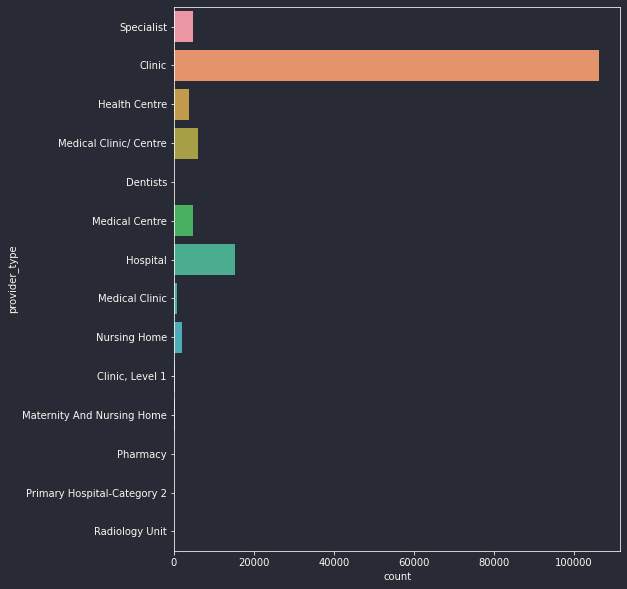 Specialist
Clinic
Health Centre
Medical Clinic/ Centre
Dentists
Medical Centre
Hospital
Medical Clinic
Nursing Home
Clinic, Level 1
Maternity And Nursing Home
Pharmacy
Primary Hospital-Category 2
Radiology Unit
provider_type
0 20000 40000 60000 80000 100000
count